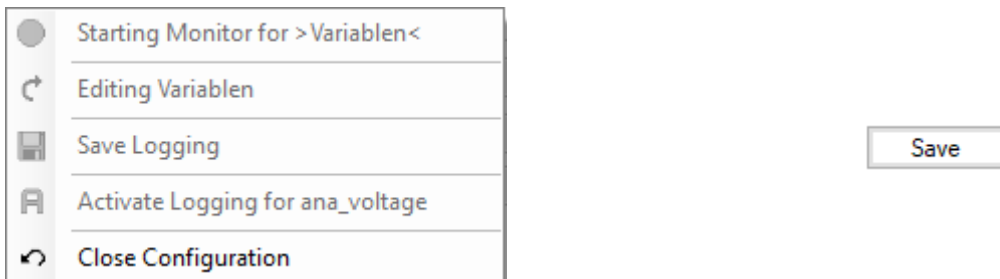 Starting Monitor for >Variablen<
Editing Variablen
Save Logging
Save
Activate Logging for ana_voltage
Close Configuration